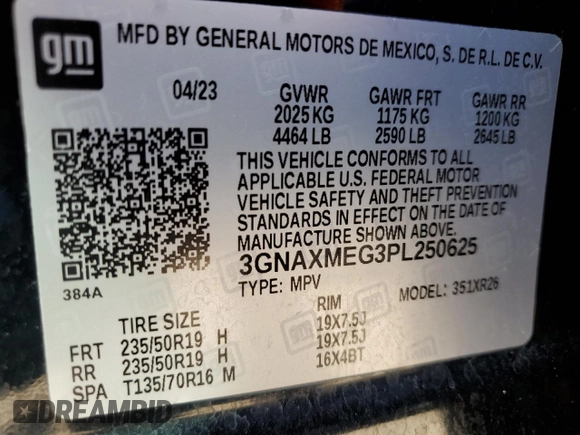 gm
MFD BY GENERAL MOTORS DE MEXICO, S. DE R.L. DE C.V.
04/23 GVWR GAWR FRT GAWR RR
2025 KG 1175 KG 1200 KG
4464 LB 2590 LB 2645 LB
THIS VEHICLE CONFORMS TO ALL
APPLICABLE U.S. FEDERAL MOTOR
VEHICLE SAFETY AND THEFT PREVENTION
STANDARDS IN EFFECT ON THE DATE OF
MANUFACTURE SHOWN ABOVE.
3GNAXMEG3PL250625
384A
TYPE: MPV MODEL: 351XR26
TIRE SIZE RIM
FRT 235/50R19 H 19X7.5J
RR 235/50R19 H 19X7.5J
SPA T135/70R16 M 16X4BT
DREAMBID